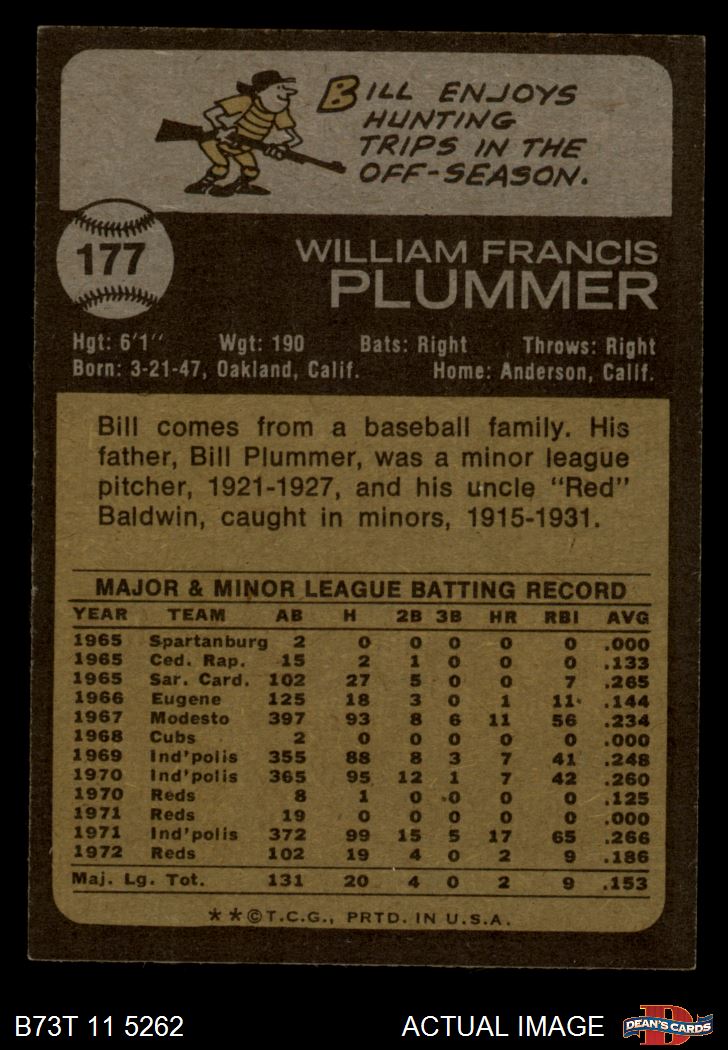 BILL ENJOYS
HUNTING
TRIPS IN THE
OFF-SEASON.
177
WILLIAM FRANCIS
PLUMMER
Hgt: 6'1" Wgt: 190 Bats: Right Throws: Right
Born: 3-21-47, Oakland, Calif. Home: Anderson, Calif.
Bill comes from a baseball family. His
father, Bill Plummer, was a minor league
pitcher, 1921-1927, and his uncle "Red"
Baldwin, caught in minors, 1915-1931.
MAJOR & MINOR LEAGUE BATTING RECORD
YEAR TEAM AB H 2B 3B HR RBI AVG
1965 Spartanburg 2 0 0 0 0 0 .000
1965 Ced. Rap. 15 2 1 0 0 0 .133
1965 Sar. Card. 102 27 5 0 0 7 .265
1966 Eugene 125 18 3 0 1 11 .144
1967 Modesto 397 93 8 6 11 56 .234
1968 Cubs 2 0 0 0 0 0 .000
1969 Ind'polis 355 88 8 3 7 41 .248
1970 Ind'polis 365 95 12 1 7 42 .260
1970 Reds 8 1 0 0 0 0 .125
1971 Reds 19 0 0 0 0 0 .000
1971 Ind'polis 372 99 15 5 17 65 .266
1972 Reds 102 19 4 0 2 9 .186
Maj. Lg. Tot. 131 20 4 0 2 9 .153
**©T.C.G., PRTD. IN U.S.A.
B73T 11 5262 ACTUAL IMAGE D DEAN'S CARDS